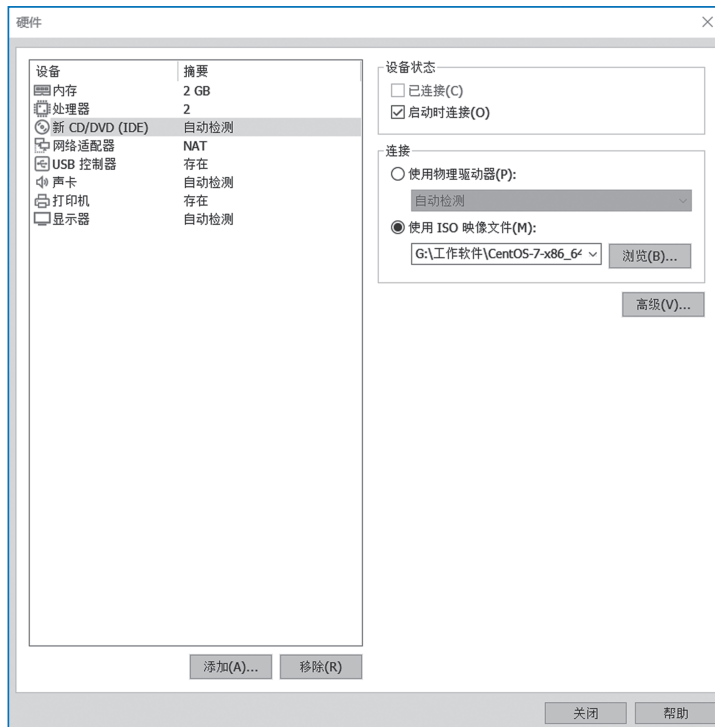 硬件
设备 摘要
内存 2 GB
处理器 2
新 CD/DVD (IDE) 自动检测
网络适配器 NAT
USB 控制器 存在
声卡 自动检测
打印机 存在
显示器 自动检测
添加(A)... 移除(R)
设备状态
已连接(C)
启动时连接(O)
连接
使用物理驱动器(P):
自动检测
使用 ISO 映像文件(M):
G:\工作软件\CentOS-7-x86_64 浏览(B)...
高级(V)...
关闭 帮助